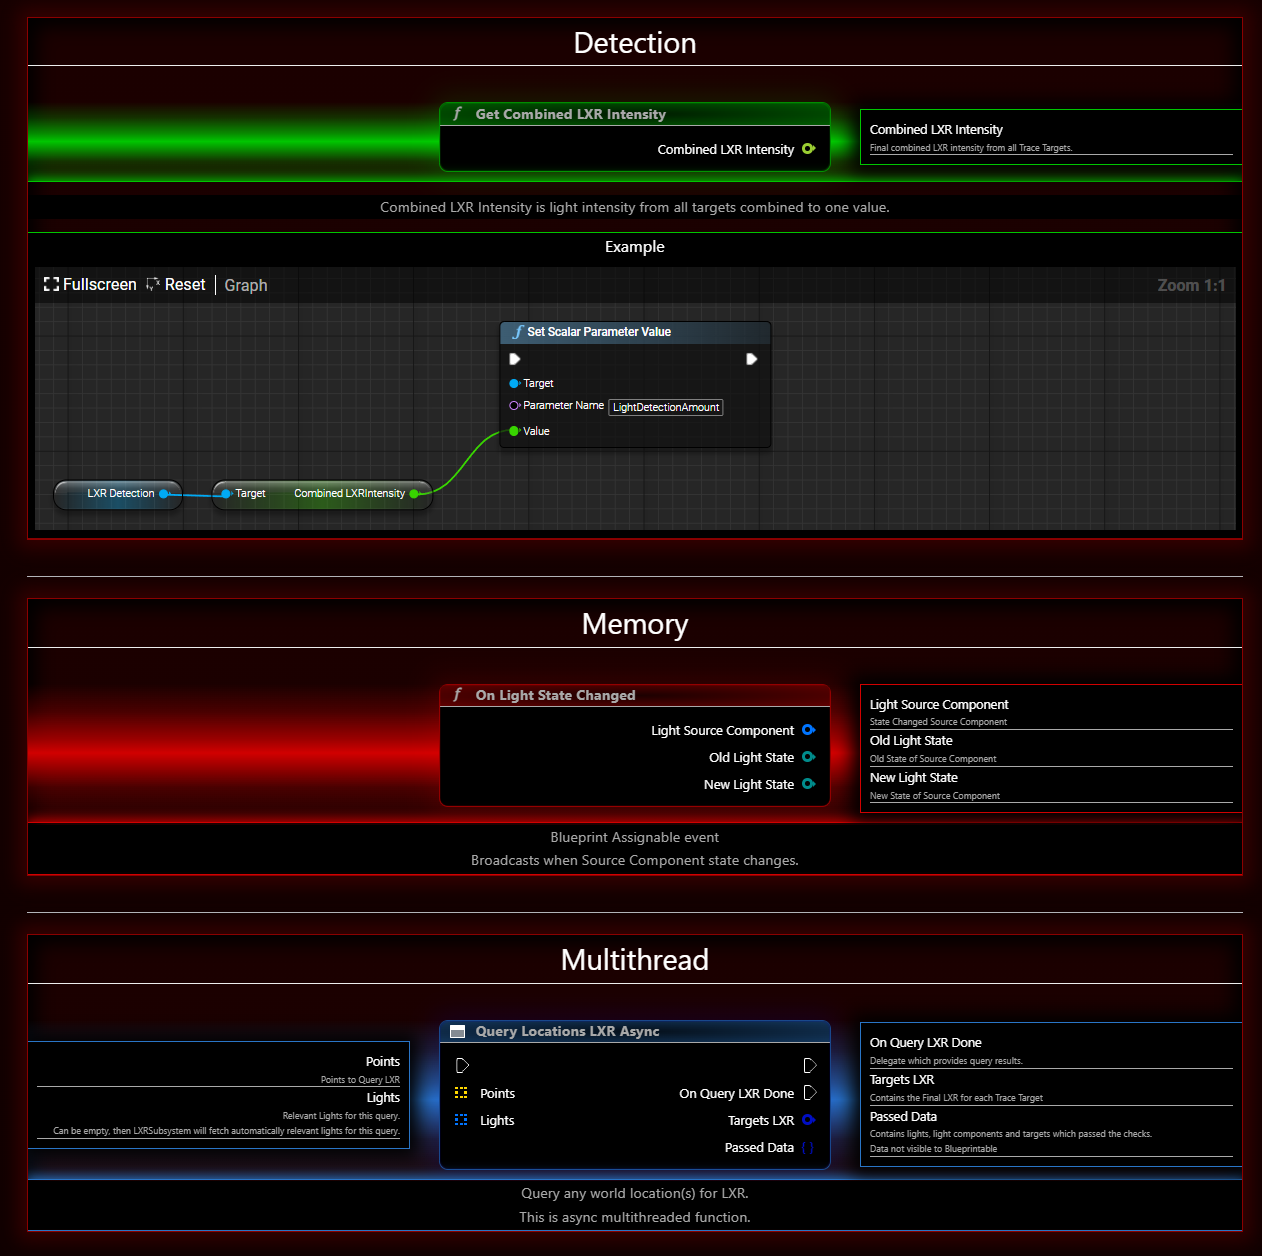 Detection
f Get Combined LXR Intensity
Combined LXR Intensity
Combined LXR Intensity
Final combined LXR intensity from all Trace Targets.
Combined LXR Intensity is light intensity from all targets combined to one value.
Example
Fullscreen Reset | Graph Zoom 1:1
f Set Scalar Parameter Value
Target
Parameter Name LightDetectionAmount
Value
LXR Detection
Target Combined LXRIntensity
Memory
f On Light State Changed
Light Source Component
Old Light State
New Light State
Light Source Component
State Changed Source Component
Old Light State
Old State of Source Component
New Light State
New State of Source Component
Blueprint Assignable event
Broadcasts when Source Component state changes.
Multithread
Points
Points to Query LXR
Lights
Relevant Lights for this query.
Can be empty, then LXRSubsystem will fetch automatically relevant lights for this query.
Query Locations LXR Async
Points On Query LXR Done
Lights Targets LXR
Passed Data
On Query LXR Done
Delegate which provides query results.
Targets LXR
Contains the Final LXR for each Trace Target
Passed Data
Contains lights, light components and targets which passed the checks.
Data not visible to Blueprintable
Query any world location(s) for LXR.
This is async multithreaded function.